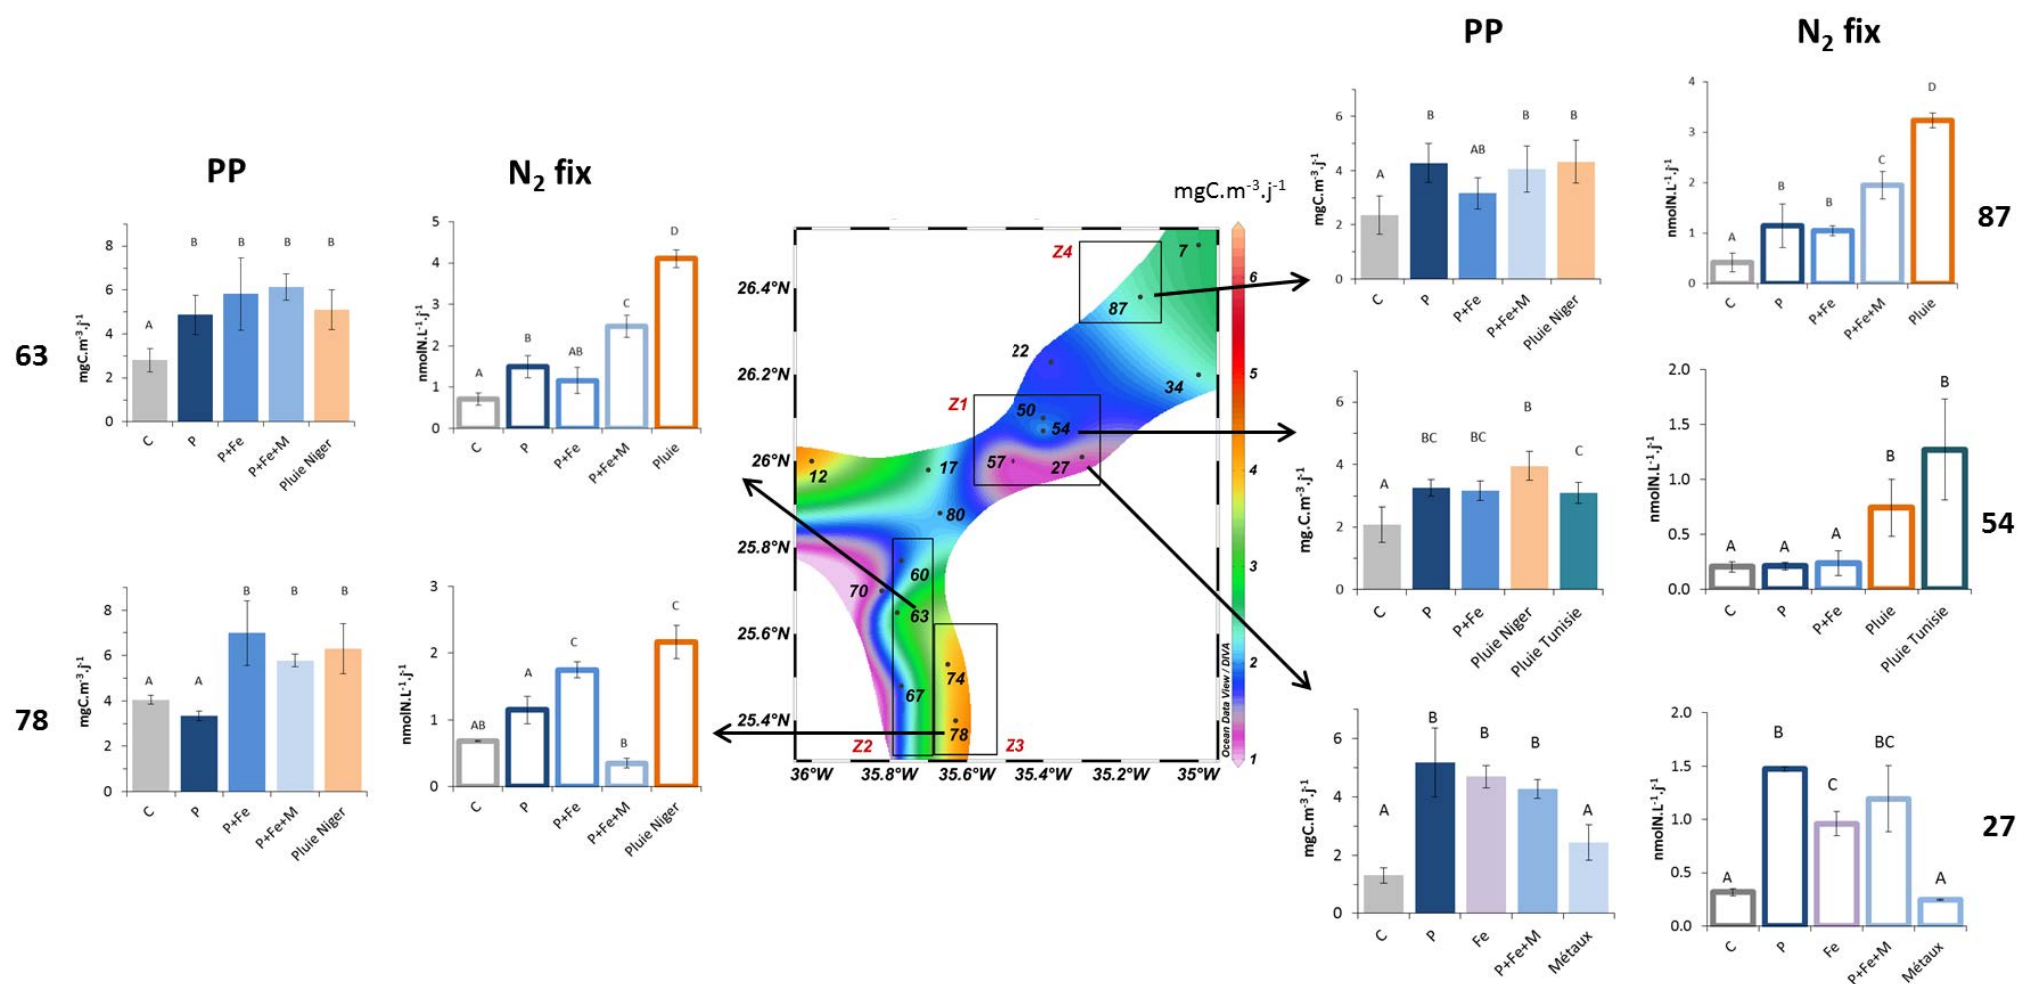 PP
N2 fix
63
mgC.m-3.j-1
8
6
4
2
0
A
B
B
B
B
C
P
P+Fe
P+Fe+M
Pluie Niger
nmolN.L-1.j-1
5
4
3
2
1
0
A
B
AB
C
D
C
P
P+Fe
P+Fe+M
Pluie
78
mgC.m-3.j-1
8
6
4
2
0
A
A
B
B
B
C
P
P+Fe
P+Fe+M
Pluie Niger
nmolN.L-1.j-1
3
2
1
0
AB
A
C
B
C
C
P
P+Fe
P+Fe+M
Pluie Niger
mgC.m-3.j-1
26.4°N
26.2°N
26°N
25.8°N
25.6°N
25.4°N
36°W
35.8°W
35.6°W
35.4°W
35.2°W
35°W
Z4
7
87
22
34
Z1
50
54
57
27
12
17
80
60
70
63
74
67
78
Z2
Z3
6
5
4
3
2
1
Ocean Data View / DIVA
PP
N2 fix
mgC.m-3.j-1
6
4
2
0
A
B
AB
B
B
C
P
P+Fe
P+Fe+M
Pluie Niger
nmolN.L-1.j-1
4
3
2
1
0
A
B
B
C
D
C
P
P+Fe
P+Fe+M
Pluie
87
mg.C.m-3.j-1
6
4
2
0
A
BC
BC
B
C
C
P
P+Fe
Pluie Niger
Pluie Tunisie
nmolN.L-1.j-1
2.0
1.5
1.0
0.5
0.0
A
A
A
B
B
C
P
P+Fe
Pluie
Pluie Tunisie
54
mgC.m-3.j-1
6
4
2
0
A
B
B
B
A
C
P
Fe
P+Fe+M
Métaux
nmolN.L-1.j-1
2.0
1.5
1.0
0.5
0.0
A
B
C
BC
A
C
P
Fe
P+Fe+M
Métaux
27